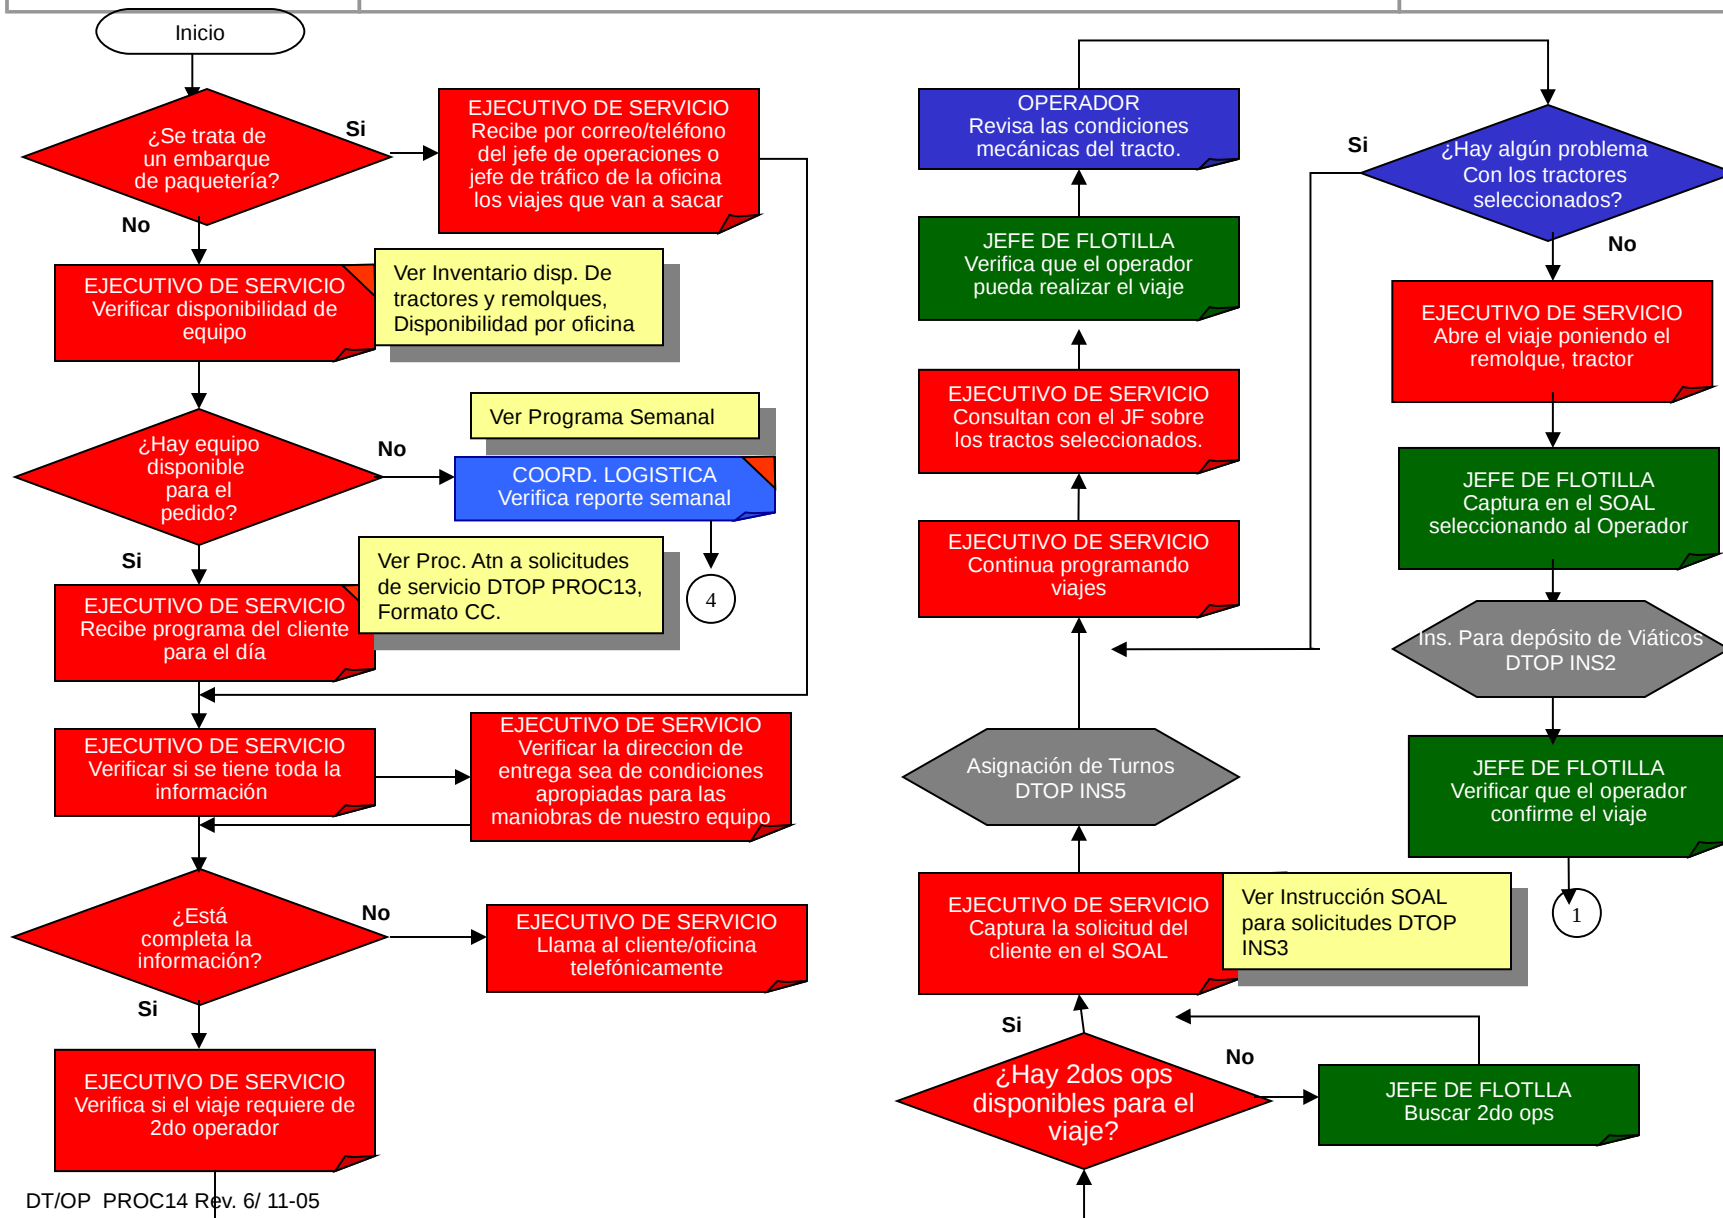 Inicio
¿Se trata de
un embarque
de paquetería?
Si
No
EJECUTIVO DE SERVICIO
Recibe por correo/teléfono
del jefe de operaciones o
jefe de tráfico de la oficina
los viajes que van a sacar
EJECUTIVO DE SERVICIO
Verificar disponibilidad de
equipo
Ver Inventario disp. De
tractores y remolques,
Disponibilidad por oficina
¿Hay equipo
disponible
para el
pedido?
No
Si
Ver Programa Semanal
COORD. LOGISTICA
Verifica reporte semanal
4
EJECUTIVO DE SERVICIO
Recibe programa del cliente
para el día
Ver Proc. Atn a solicitudes
de servicio DTOP PROC13,
Formato CC.
EJECUTIVO DE SERVICIO
Verificar si se tiene toda la
información
EJECUTIVO DE SERVICIO
Verificar la direccion de
entrega sea de condiciones
apropiadas para las
maniobras de nuestro equipo
¿Está
completa la
información?
No
Si
EJECUTIVO DE SERVICIO
Llama al cliente/oficina
telefónicamente
EJECUTIVO DE SERVICIO
Verifica si el viaje requiere de
2do operador
DT/OP PROC14 Rev. 6/ 11-05
OPERADOR
Revisa las condiciones
mecánicas del tracto.
JEFE DE FLOTILLA
Verifica que el operador
pueda realizar el viaje
EJECUTIVO DE SERVICIO
Consultan con el JF sobre
los tractos seleccionados.
EJECUTIVO DE SERVICIO
Continua programando
viajes
Asignación de Turnos
DTOP INS5
EJECUTIVO DE SERVICIO
Captura la solicitud del
cliente en el SOAL
Ver Instrucción SOAL
para solicitudes DTOP
INS3
Si
No
¿Hay 2dos ops
disponibles para el
viaje?
JEFE DE FLOTLLA
Buscar 2do ops
Si
¿Hay algún problema
Con los tractores
seleccionados?
No
EJECUTIVO DE SERVICIO
Abre el viaje poniendo el
remolque, tractor
JEFE DE FLOTILLA
Captura en el SOAL
seleccionando al Operador
Ins. Para depósito de Viáticos
DTOP INS2
JEFE DE FLOTILLA
Verificar que el operador
confirme el viaje
1